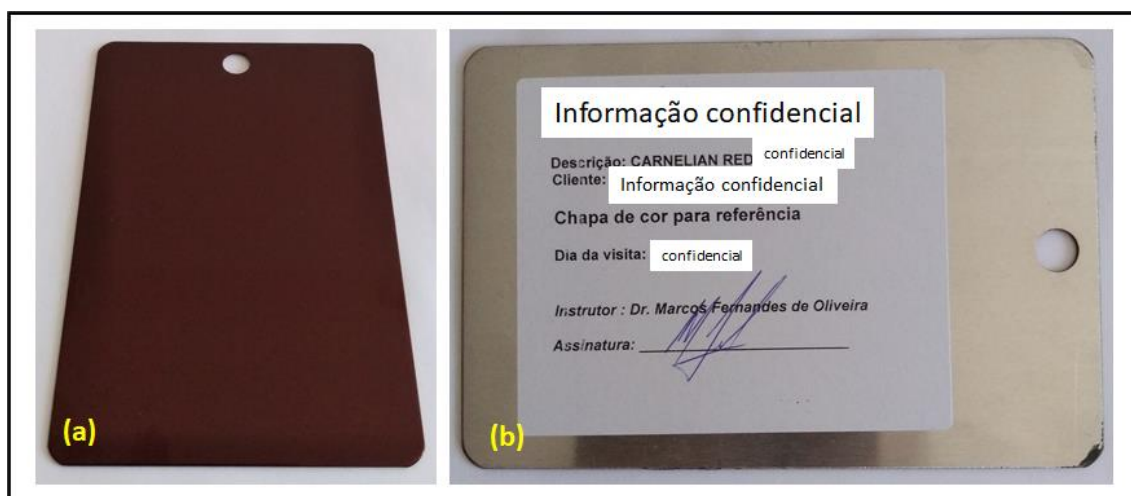 (a)
Informação confidencial
Descrição: CARNELIAN RED confidencial
Cliente: Informação confidencial
Chapa de cor para referência
Dia da visita: confidencial
Instrutor : Dr. Marcos Fernandes de Oliveira
Assinatura:
(b)